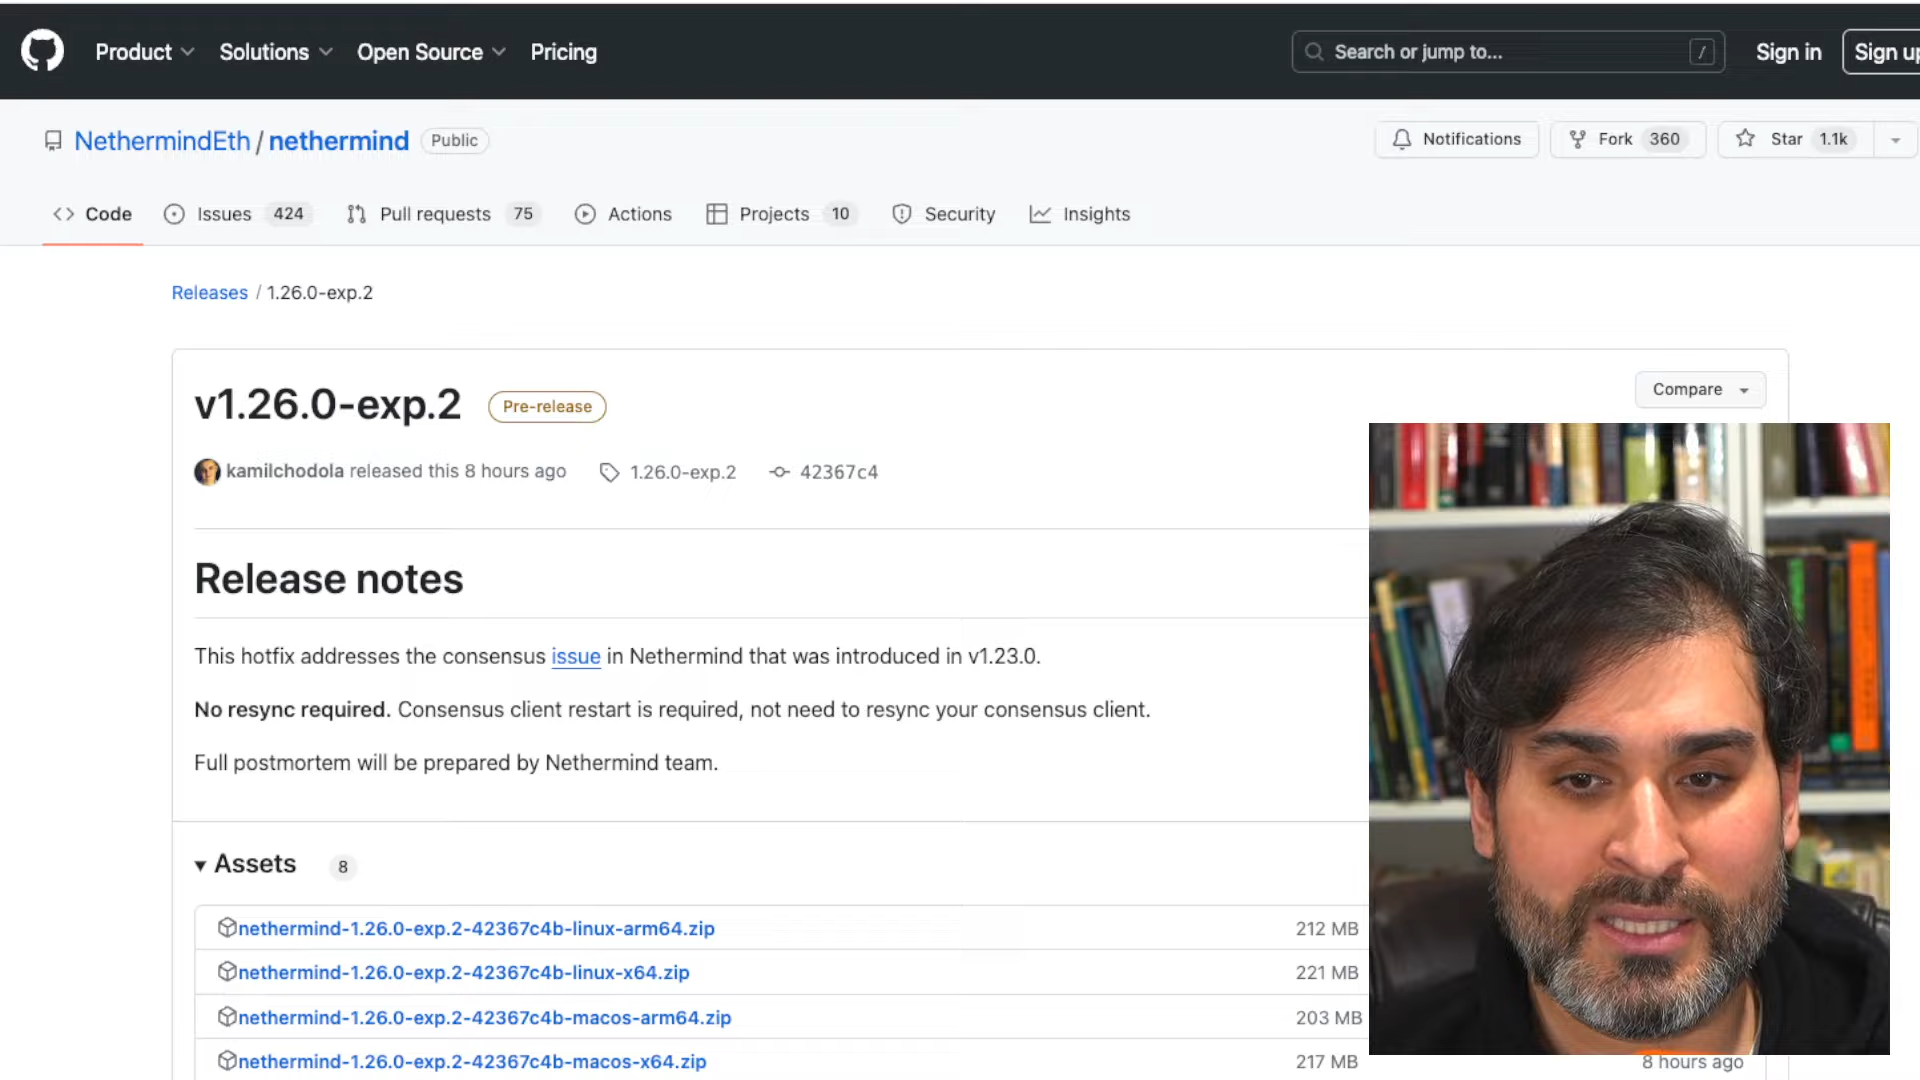 Product Solutions Open Source Pricing Search or jump to... / Sign in Sign up
NethermindEth / nethermind Public Notifications Fork 360 Star 1.1k
Code Issues 424 Pull requests 75 Actions Projects 10 Security Insights
Releases / 1.26.0-exp.2
v1.26.0-exp.2 Pre-release Compare
kamilchodola released this 8 hours ago 1.26.0-exp.2 42367c4
Release notes
This hotfix addresses the consensus issue in Nethermind that was introduced in v1.23.0.
No resync required. Consensus client restart is required, not need to resync your consensus client.
Full postmortem will be prepared by Nethermind team.
Assets 8
nethermind-1.26.0-exp.2-42367c4b-linux-arm64.zip 212 MB
nethermind-1.26.0-exp.2-42367c4b-linux-x64.zip 221 MB
nethermind-1.26.0-exp.2-42367c4b-macos-arm64.zip 203 MB
nethermind-1.26.0-exp.2-42367c4b-macos-x64.zip 217 MB 8 hours ago